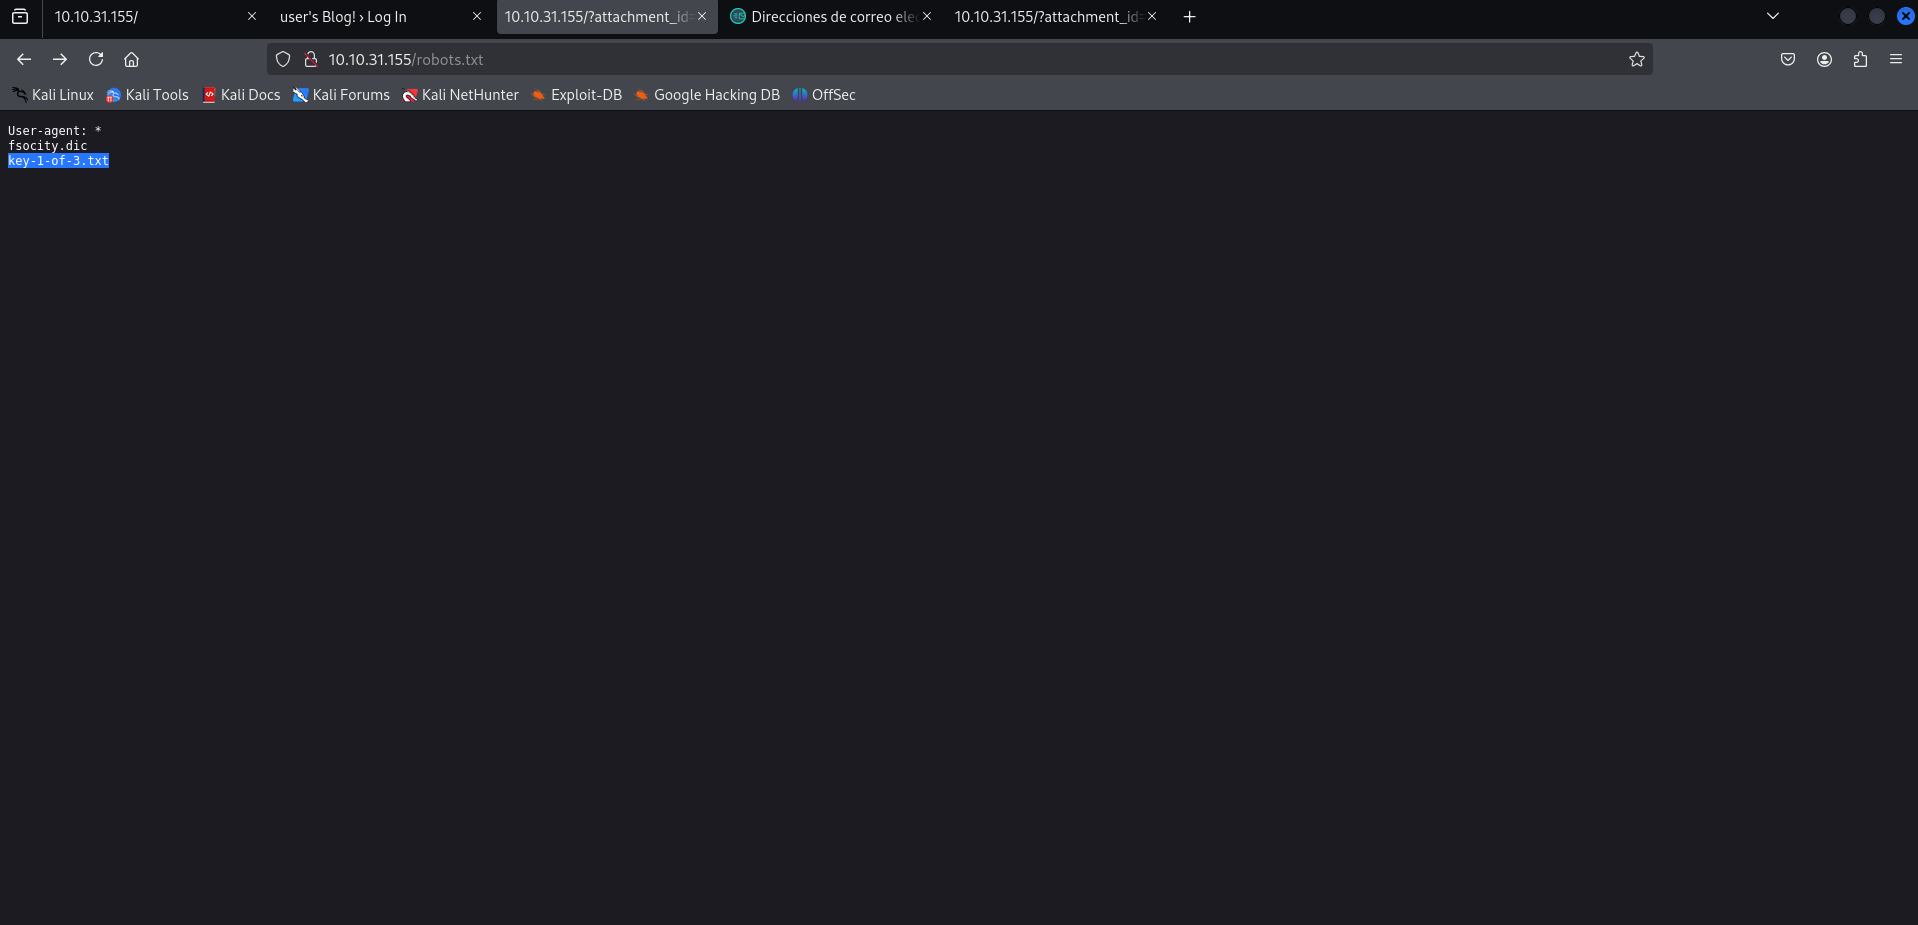 10.10.31.155/
user's Blog! › Log In
10.10.31.155/?attachment_id=
Direcciones de correo ele
10.10.31.155/?attachment_id=
10.10.31.155/robots.txt
Kali Linux
Kali Tools
Kali Docs
Kali Forums
Kali NetHunter
Exploit-DB
Google Hacking DB
OffSec
User-agent: *
fsocity.dic
key-1-of-3.txt